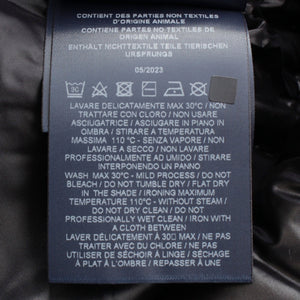 CONTIENT DES PARTIES NON TEXTILES
D'ORIGINE ANIMALE
CONTIENE PARTES NO TEXTILES DE
ORIGEN ANIMAL
ENTHÄLT NICHTTEXTILE TEILE TIERISCHEN
URSPRUNGS
05/2023
LAVARE DELICATAMENTE MAX 30°C / NON
TRATTARE CON CLORO / NON USARE
ASCIUGATRICE / ASCIUGARE IN PIANO IN
OMBRA / STIRARE A TEMPERATURA
MASSIMA 110 °C - SENZA VAPORE / NON
LAVARE A SECCO / NON LAVARE
PROFESSIONALMENTE AD UMIDO / STIRARE
INTERPONENDO UN PANNO
WASH MAX 30°C - MILD PROCESS / DO NOT
BLEACH / DO NOT TUMBLE DRY / FLAT DRY
IN THE SHADE / IRONING MAXIMUM
TEMPERATURE 110°C - WITHOUT STEAM /
DO NOT DRY CLEAN / DO NOT
PROFESSIONALLY WET CLEAN / IRON WITH
A CLOTH BETWEEN
LAVER DÉLICATEMENT À 30 MAX / NE PAS
TRAITER AVEC DU CHLORE / NE PAS
UTILISER DE SÉCHOIR À LINGE / SÉCHAGE
À PLAT À L'OMBRE / REPASSER À UNE